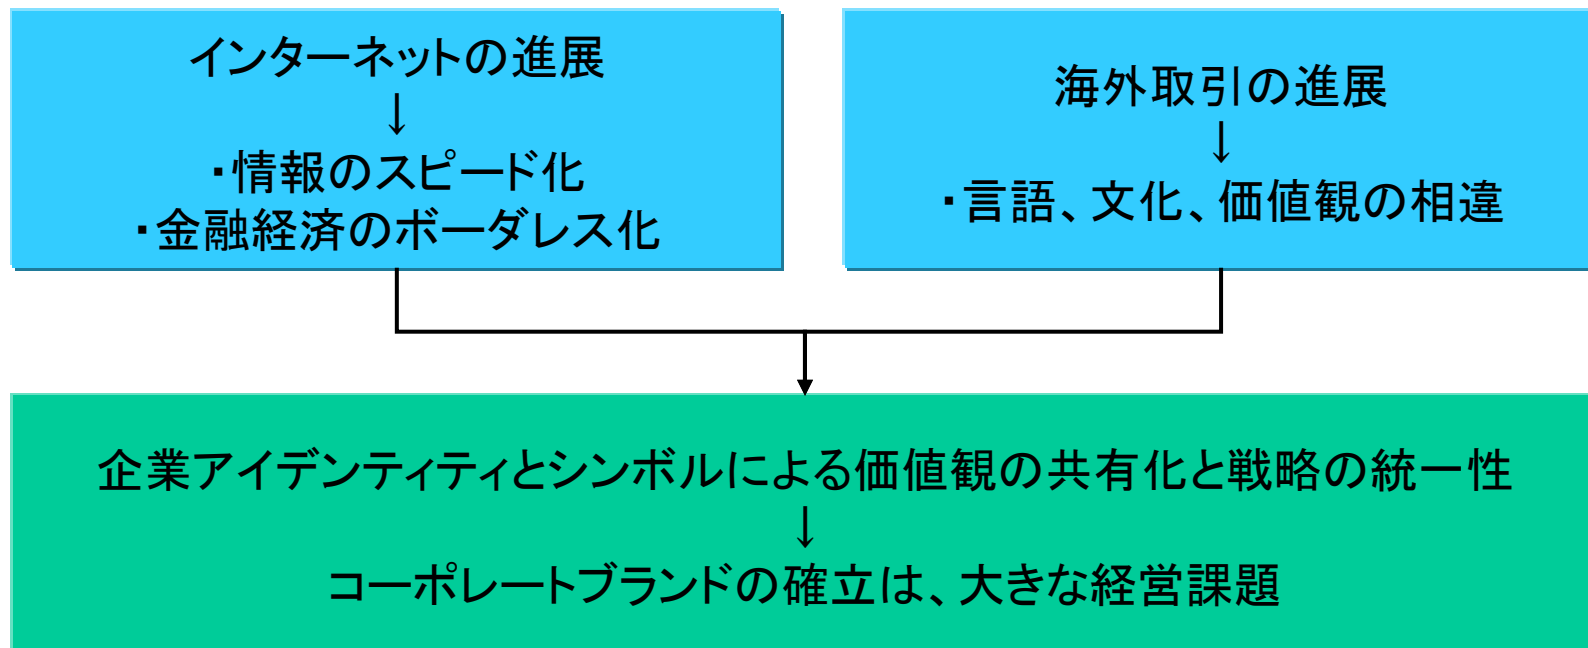 インターネットの進展
↓
・情報のスピード化
・金融経済のボーダレス化
海外取引の進展
↓
・言語、文化、価値観の相違
企業アイデンティティとシンボルによる価値観の共有化と戦略の統一性
↓
コーポレートブランドの確立は、大きな経営課題